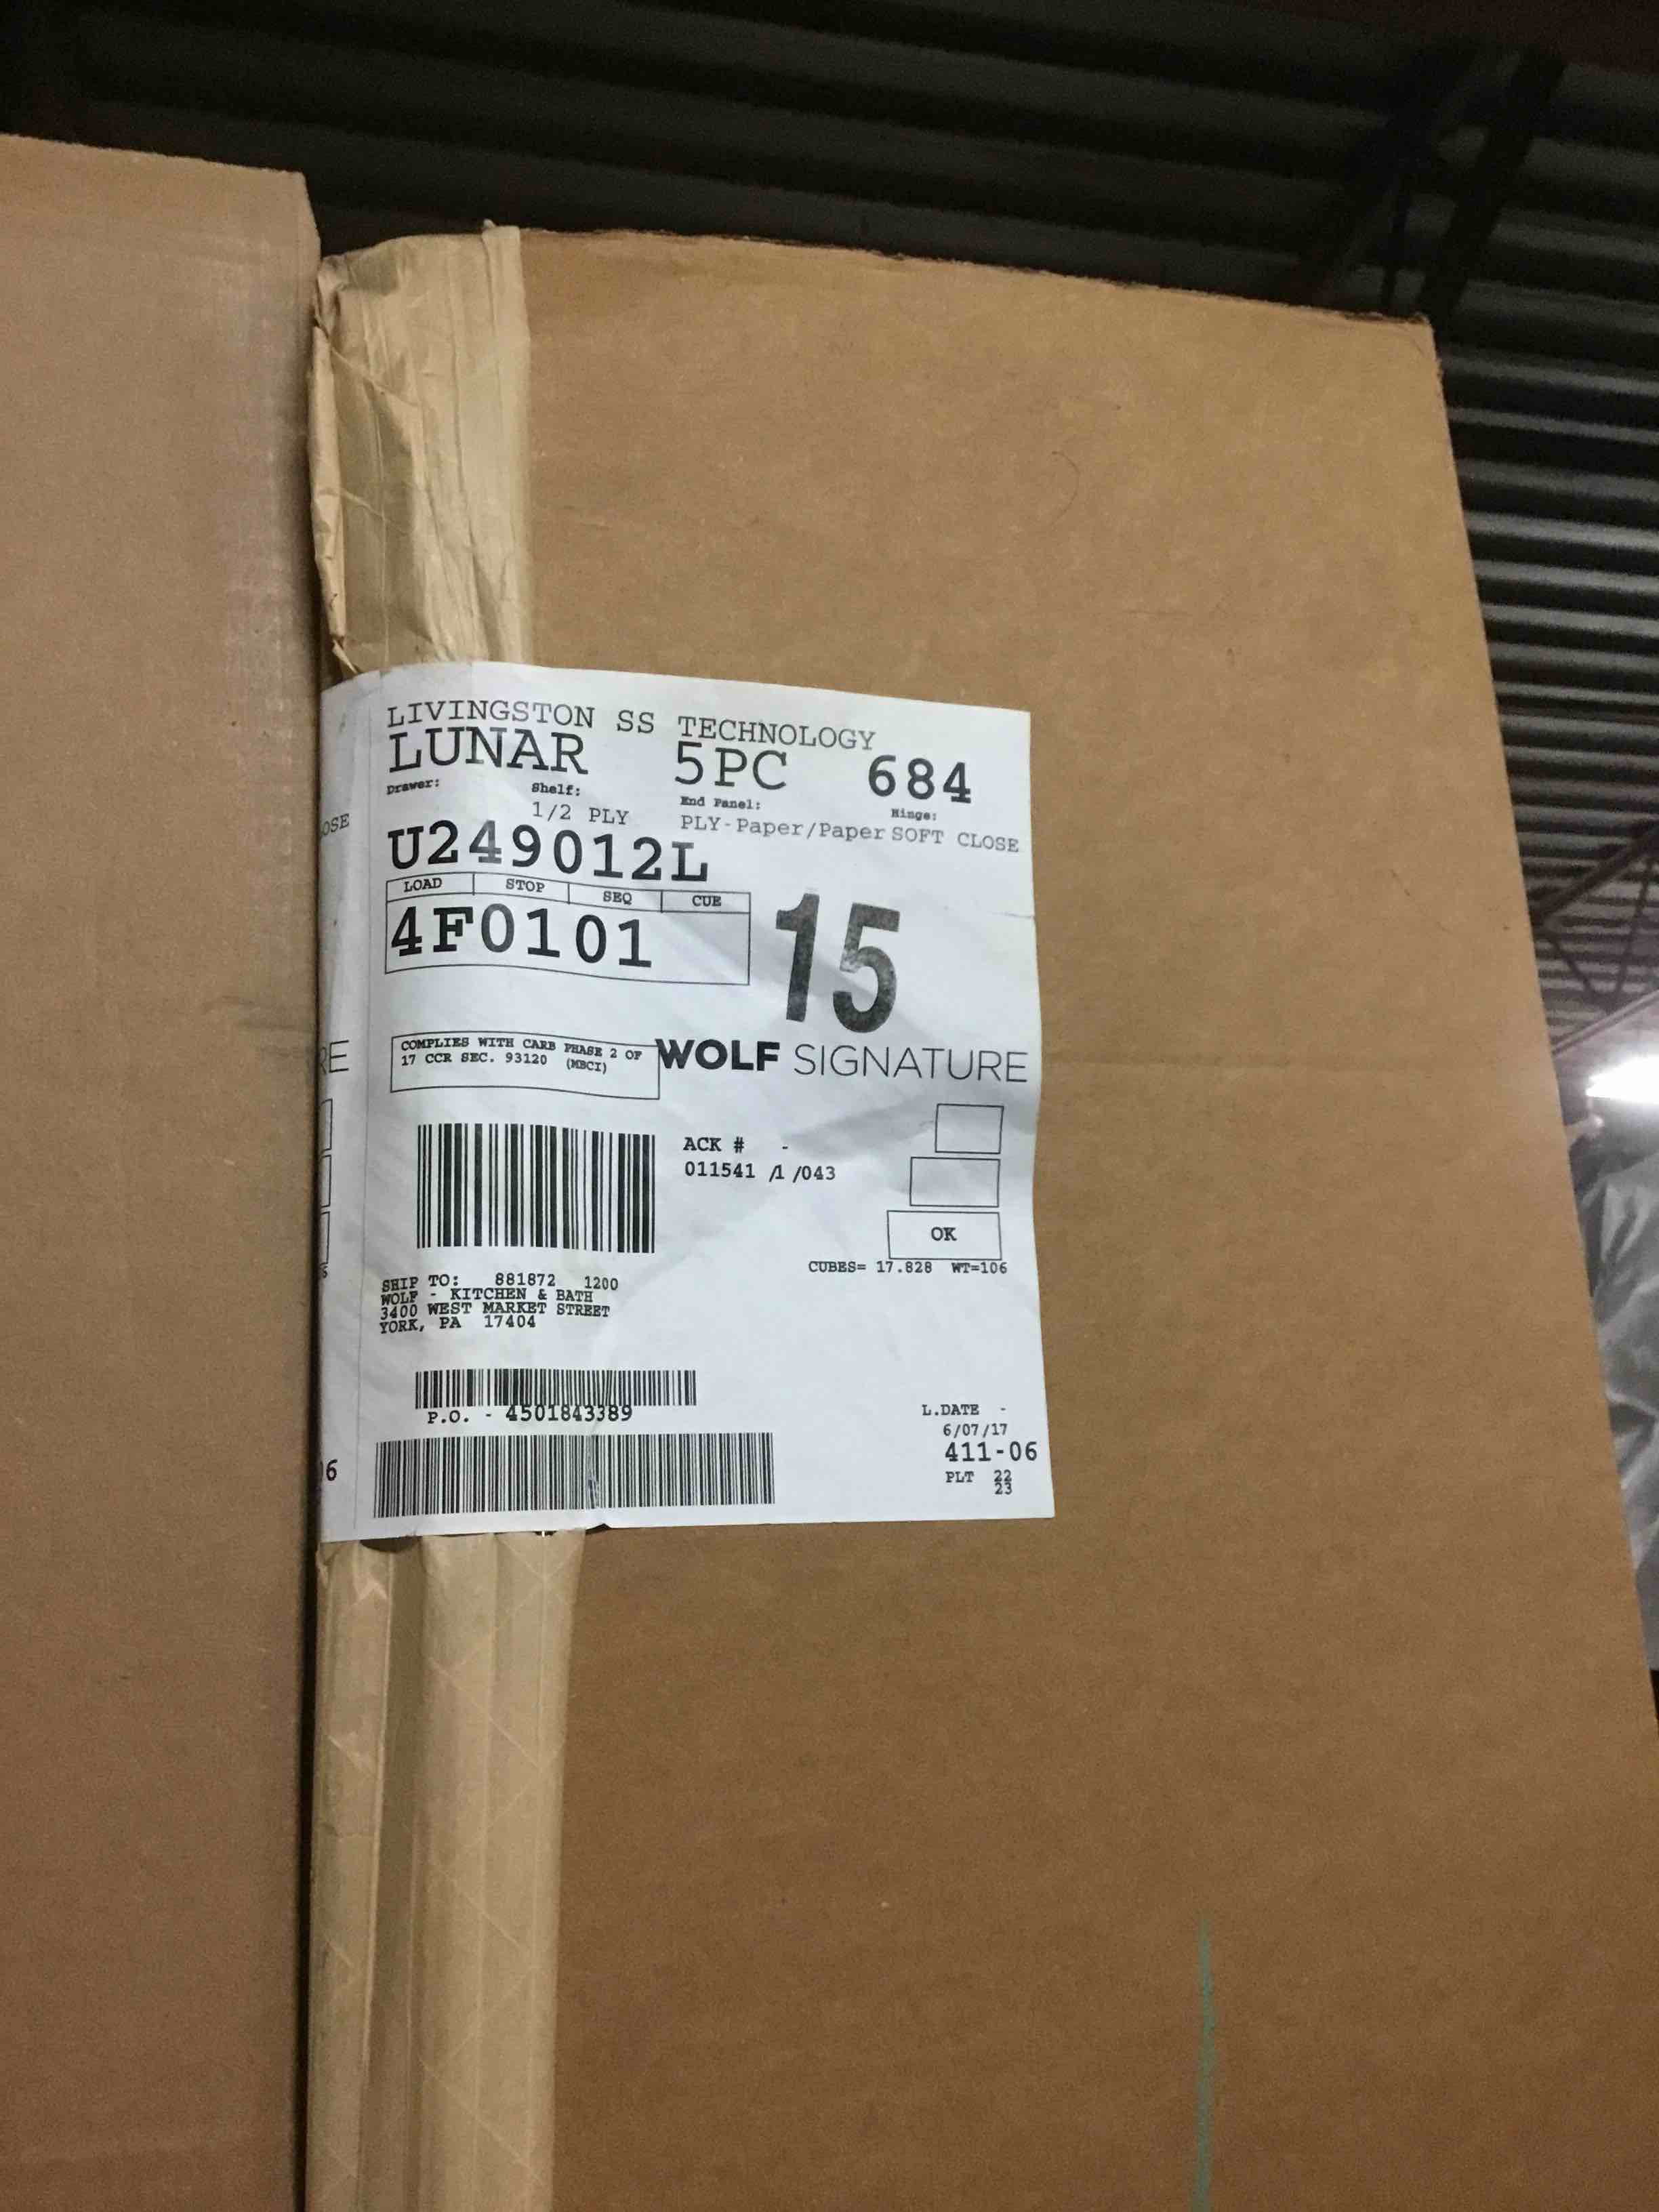 LIVINGSTON SS TECHNOLOGY
LUNAR 5PC 684
Drawer: Shelf: End Panel: Hinge:
1/2 PLY PLY-Paper/Paper SOFT CLOSE
OSE
U249012L
LOAD STOP SEQ CUE
4F0101
15
COMPLIES WITH CARB PHASE 2 OF
17 CCR SEC. 93120 (MBCI)
WOLF SIGNATURE
RE
ACK # -
011541 /1 /043
OK
CUBES= 17.828 WT=106
SHIP TO: 881872 1200
WOLF - KITCHEN & BATH
3400 WEST MARKET STREET
YORK, PA 17404
P.O. - 4501843389
L.DATE -
6/07/17
411-06
PLT 22
23
06